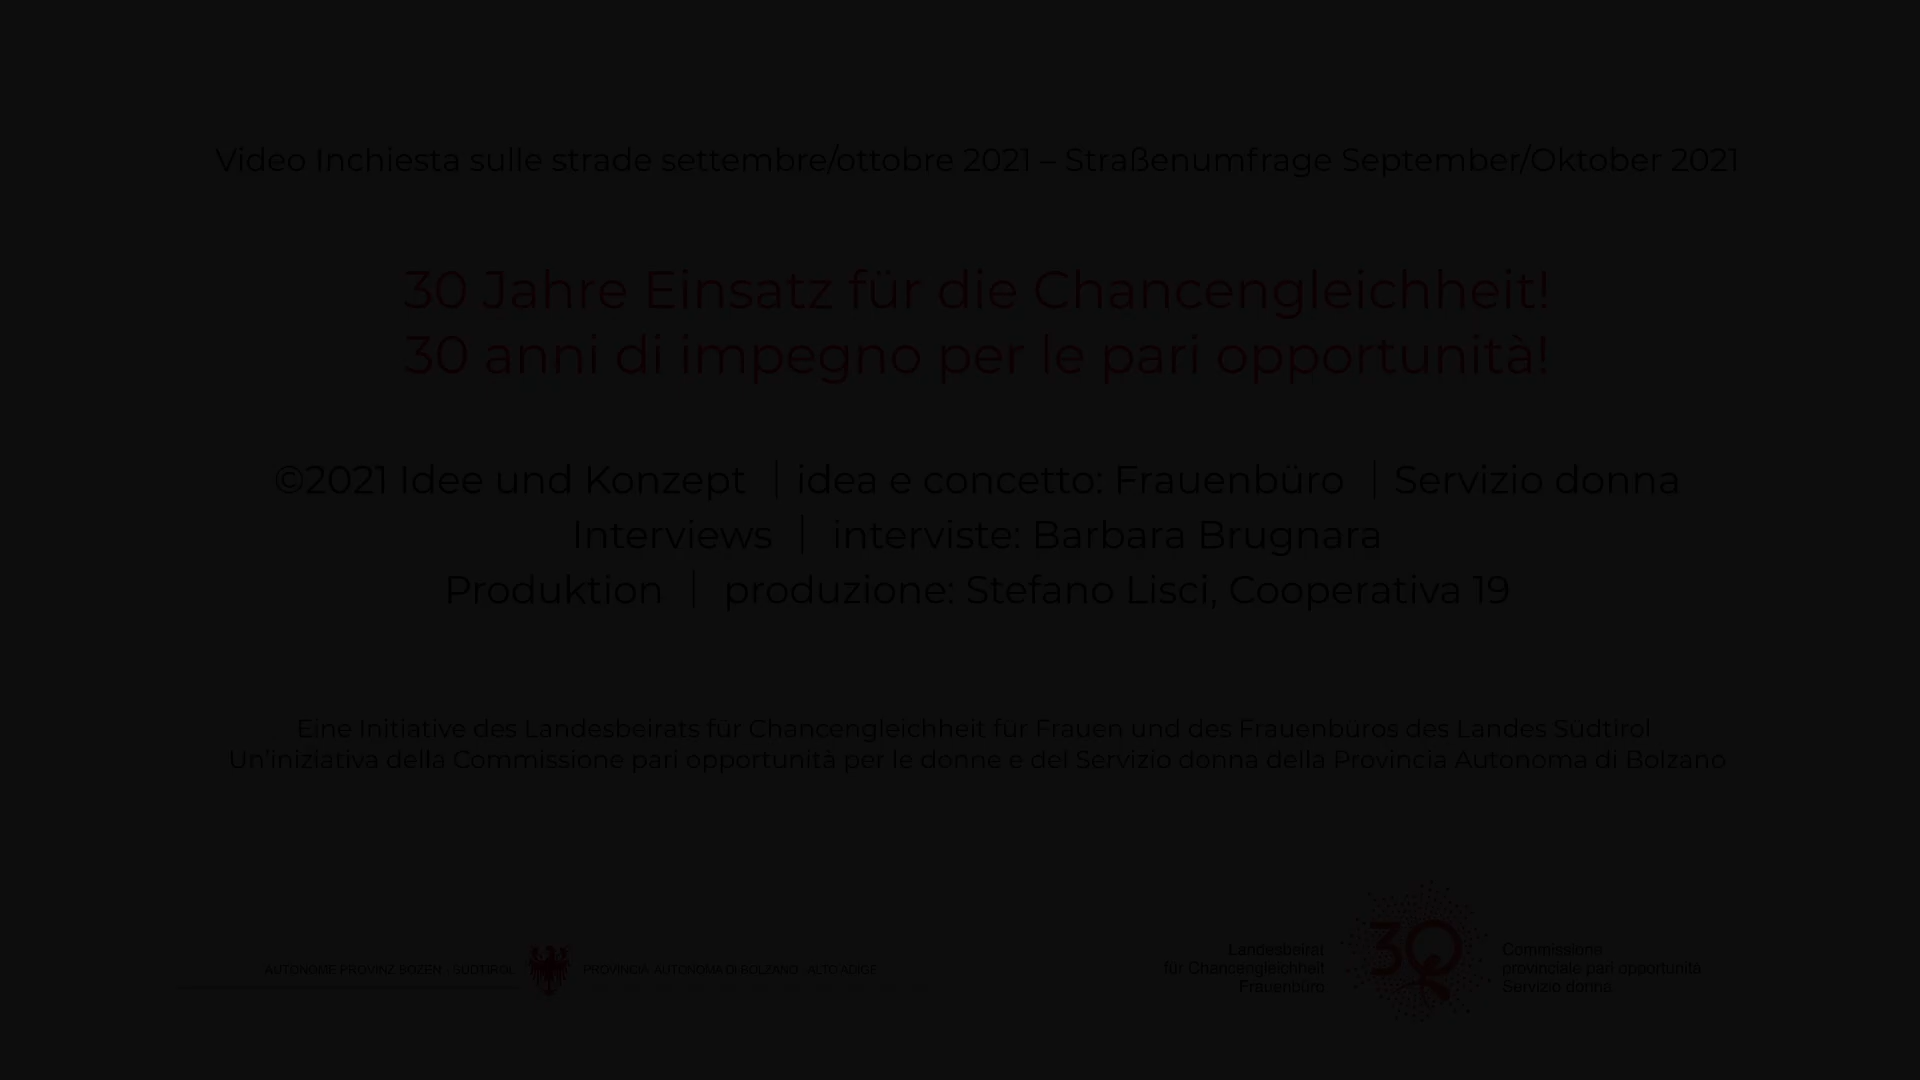 Video Inchiesta sulle strade settembre/ottobre 2021 – Straßenumfrage September/Oktober 2021
30 Jahre Einsatz für die Chancengleichheit!
30 anni di impegno per le pari opportunità!
©2021 Idee und Konzept | idea e concetto: Frauenbüro | Servizio donna
Interviews | interviste: Barbara Brugnara
Produktion | produzione: Stefano Lisci, Cooperativa 19
Eine Initiative des Landesbeirats für Chancengleichheit für Frauen und des Frauenbüros des Landes Südtirol
Un'iniziativa della Commissione pari opportunità per le donne e del Servizio donna della Provincia Autonoma di Bolzano
AUTONOME PROVINZ BOZEN - SÜDTIROL
PROVINCIA AUTONOMA DI BOLZANO - ALTO ADIGE
Landesbeirat
für Chancengleichheit
Frauenbüro
30
Commissione
provinciale pari opportunità
Servizio donna